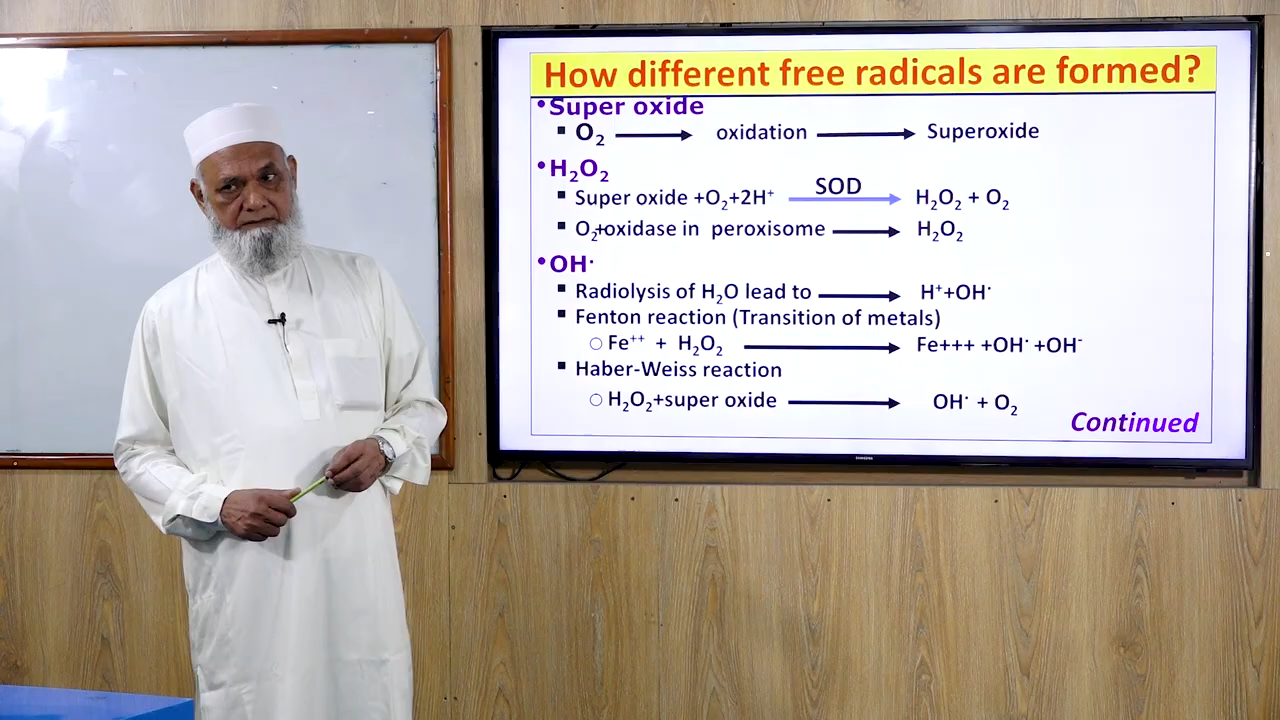 How different free radicals are formed?
•Super oxide
▪ O₂ ⟶ oxidation ⟶ Superoxide
•H₂O₂
▪ Super oxide +O₂+2H⁺ SOD ⟶ H₂O₂ + O₂
▪ O₂+oxidase in peroxisome ⟶ H₂O₂
•OH·
▪ Radiolysis of H₂O lead to ⟶ H⁺+OH·
▪ Fenton reaction (Transition of metals)
○ Fe⁺⁺ + H₂O₂ ⟶ Fe+++ +OH· +OH⁻
▪ Haber-Weiss reaction
○ H₂O₂+super oxide ⟶ OH· + O₂
Continued